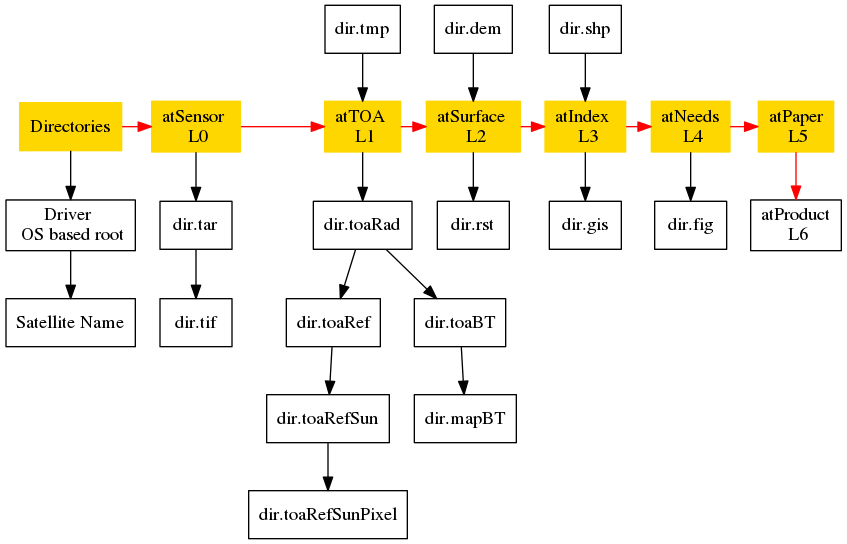 dir.tmp
dir.dem
dir.shp
Directories
atSensor
L0
atTOA
L1
atSurface
L2
atIndex
L3
atNeeds
L4
atPaper
L5
Driver
OS based root
dir.tar
dir.toaRad
dir.rst
dir.gis
dir.fig
atProduct
L6
Satellite Name
dir.tif
dir.toaRef
dir.toaBT
dir.toaRefSun
dir.mapBT
dir.toaRefSunPixel